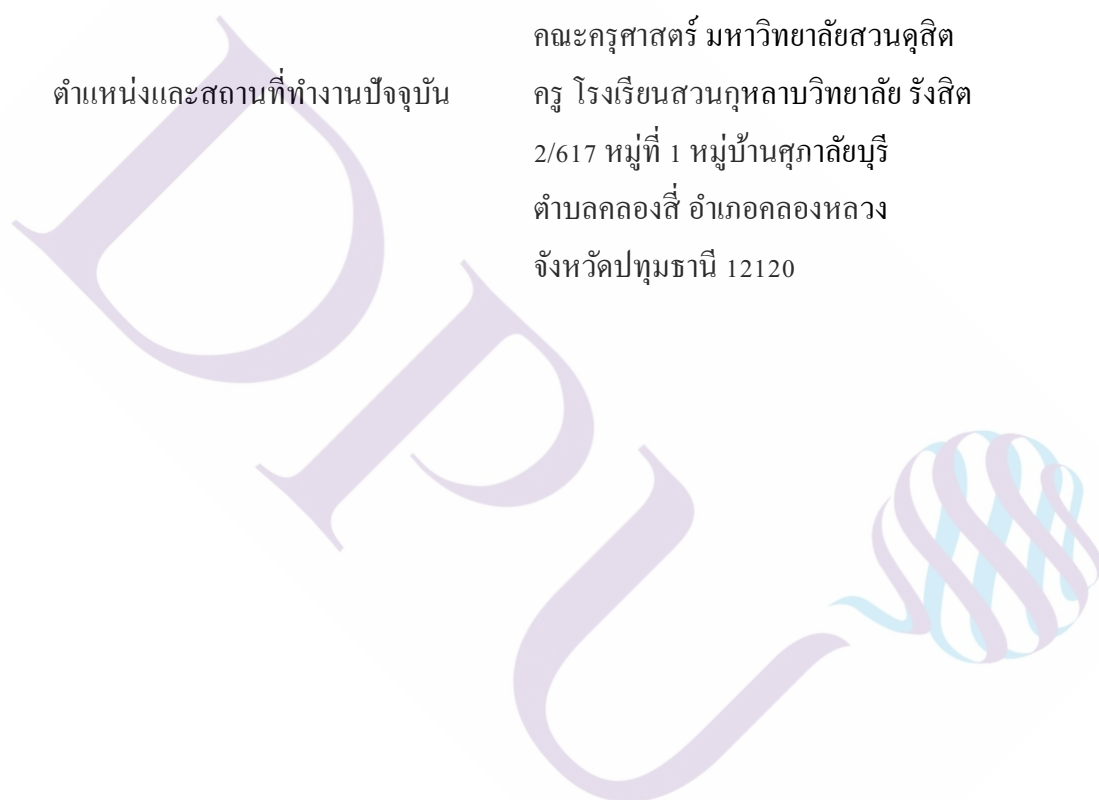 คณะครุศาสตร์ มหาวิทยาลัยสวนดุสิต
ตำแหน่งและสถานที่ทำงานปัจจุบัน ครู โรงเรียนสวนกุหลาบวิทยาลัย รังสิต
2/617 หมู่ที่ 1 หมู่บ้านศุภาลัยบุรี
ตำบลคลองสี่ อำเภอคลองหลวง
จังหวัดปทุมธานี 12120
DPU